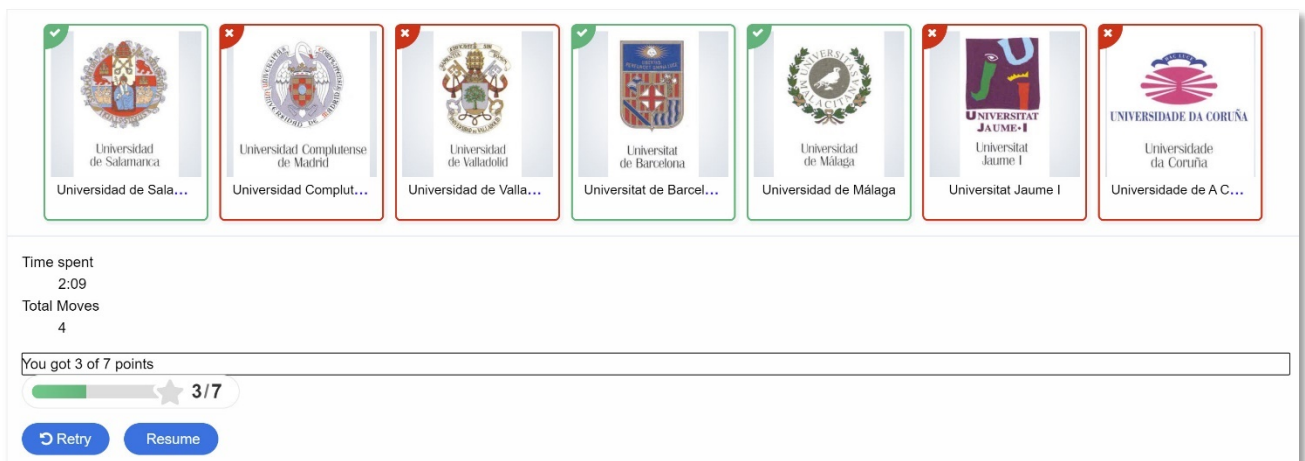 Universidad
de Salamanca
Universidad de Sala...
Universidad Complutense
de Madrid
Universidad Complut...
Universidad
de Valladolid
Universidad de Valla...
Universitat
de Barcelona
Universitat de Barcel...
UNIVERSITAS
MALACITANA
Universidad
de Málaga
Universidad de Málaga
UNIVERSITAT
JAUME•I
Universitat
Jaume I
Universitat Jaume I
UNIVERSIDADE DA CORUÑA
Universidade
da Coruña
Universidade de A C...
Time spent
2:09
Total Moves
4
You got 3 of 7 points
3/7
Retry
Resume